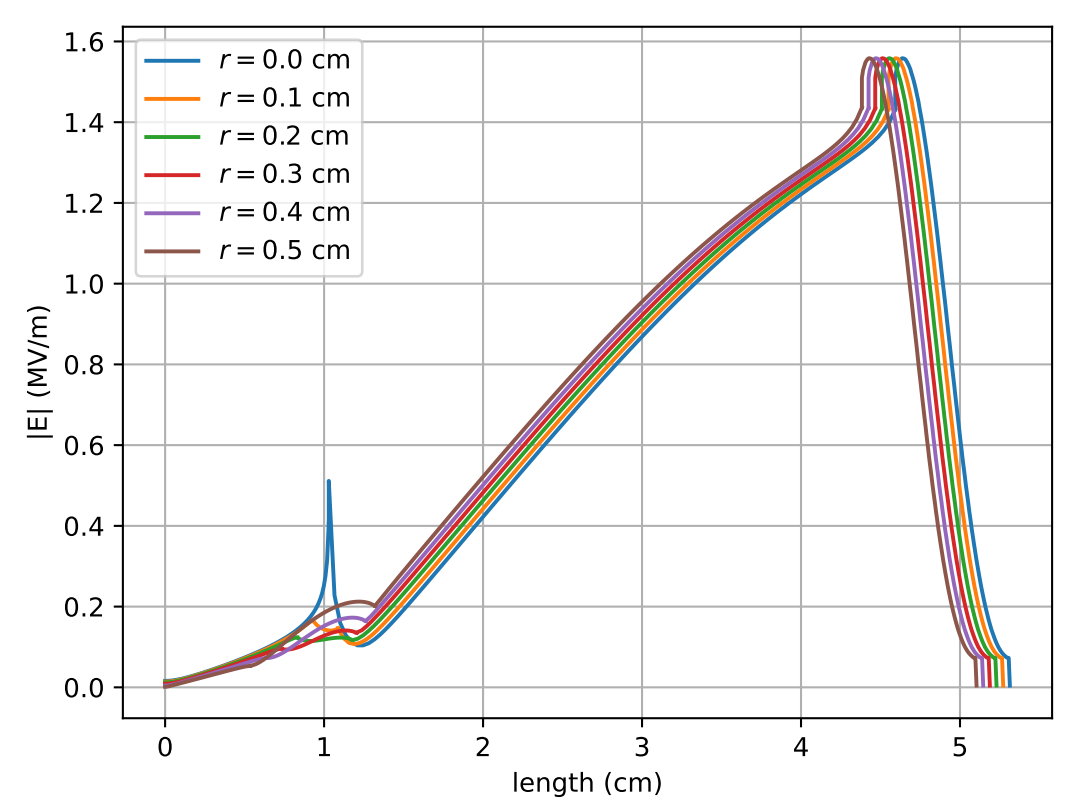 1.6
1.4
1.2
1.0
0.8
0.6
0.4
0.2
0.0
|E| (MV/m)
r = 0.0 cm
r = 0.1 cm
r = 0.2 cm
r = 0.3 cm
r = 0.4 cm
r = 0.5 cm
0 1 2 3 4 5
length (cm)